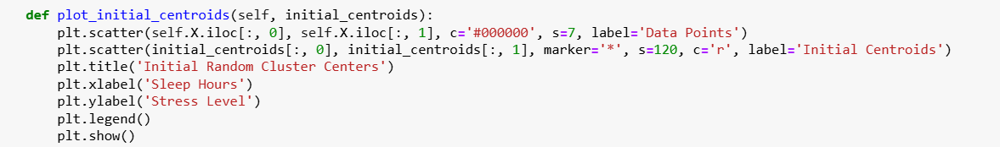 def plot_initial_centroids(self, initial_centroids):
    plt.scatter(self.X.iloc[:, 0], self.X.iloc[:, 1], c='#000000', s=7, label='Data Points')
    plt.scatter(initial_centroids[:, 0], initial_centroids[:, 1], marker='*', s=120, c='r', label='Initial Centroids')
    plt.title('Initial Random Cluster Centers')
    plt.xlabel('Sleep Hours')
    plt.ylabel('Stress Level')
    plt.legend()
    plt.show()